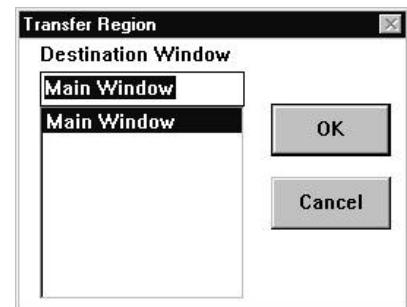 Transfer Region
Destination Window
Main Window
Main Window
OK
Cancel